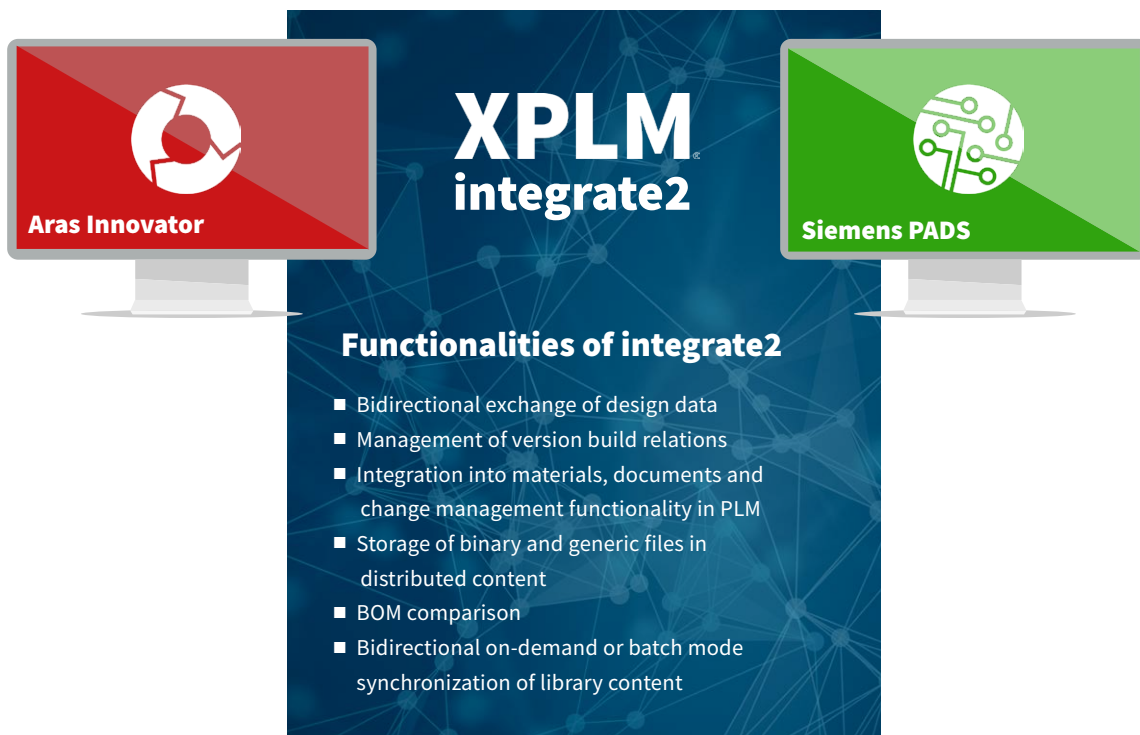 XPLM®
integrate2
Aras Innovator
Siemens PADS
Functionalities of integrate2
■ Bidirectional exchange of design data
■ Management of version build relations
■ Integration into materials, documents and
change management functionality in PLM
■ Storage of binary and generic files in
distributed content
■ BOM comparison
■ Bidirectional on-demand or batch mode
synchronization of library content